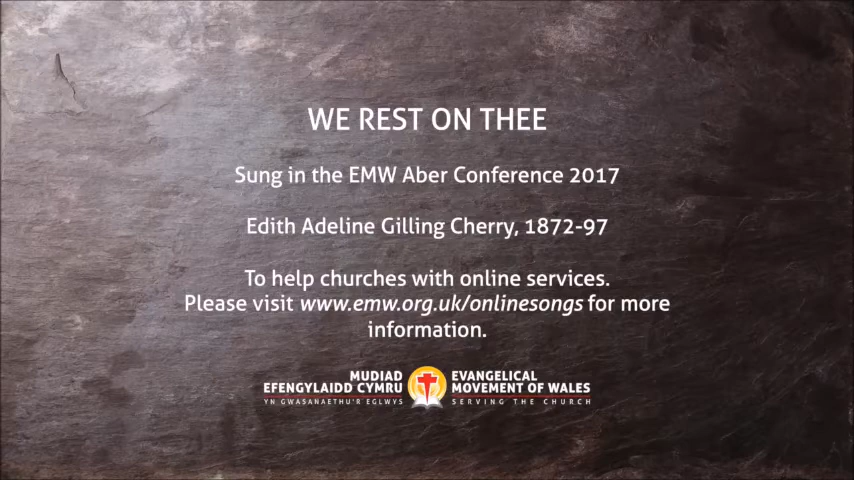 WE REST ON THEE
Sung in the EMW Aber Conference 2017
Edith Adeline Gilling Cherry, 1872-97
To help churches with online services.
Please visit www.emw.org.uk/onlinesongs for more
information.
MUDIAD
EFENGYLAIDD CYMRU
YN GWASANAETHU'R EGLWYS
EVANGELICAL
MOVEMENT OF WALES
SERVING THE CHURCH